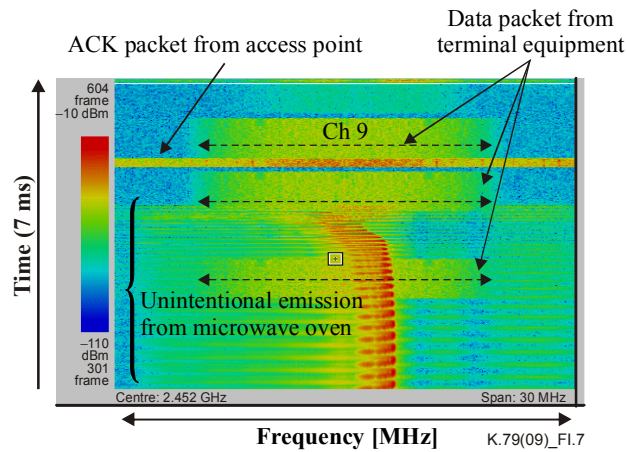 Data packet from
terminal equipment
ACK packet from access point
604
frame
–10 dBm
Ch 9
Time (7 ms)
Unintentional emission
from microwave oven
–110
dBm
301
frame
Centre: 2.452 GHz
Span: 30 MHz
Frequency [MHz]
K.79(09)_FI.7